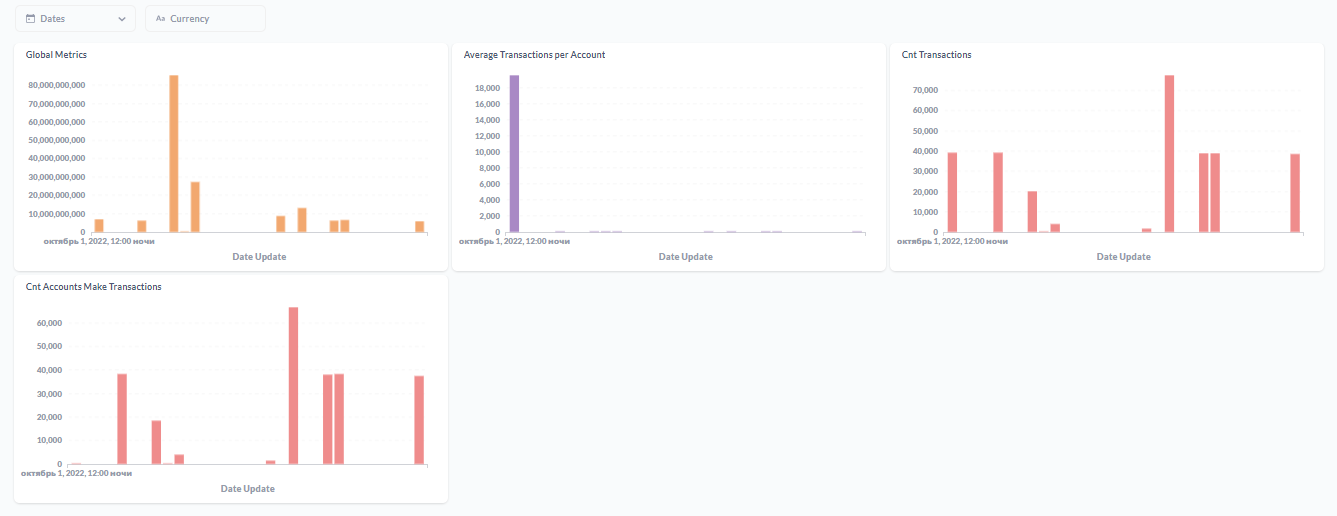 Dates
Aa Currency
Global Metrics
80,000,000,000
70,000,000,000
60,000,000,000
50,000,000,000
40,000,000,000
30,000,000,000
20,000,000,000
10,000,000,000
0
октябрь 1, 2022, 12:00 ночи
Date Update
Average Transactions per Account
18,000
16,000
14,000
12,000
10,000
8,000
6,000
4,000
2,000
0
октябрь 1, 2022, 12:00 ночи
Date Update
Cnt Transactions
70,000
60,000
50,000
40,000
30,000
20,000
10,000
0
октябрь 1, 2022, 12:00 ночи
Date Update
Cnt Accounts Make Transactions
60,000
50,000
40,000
30,000
20,000
10,000
0
октябрь 1, 2022, 12:00 ночи
Date Update